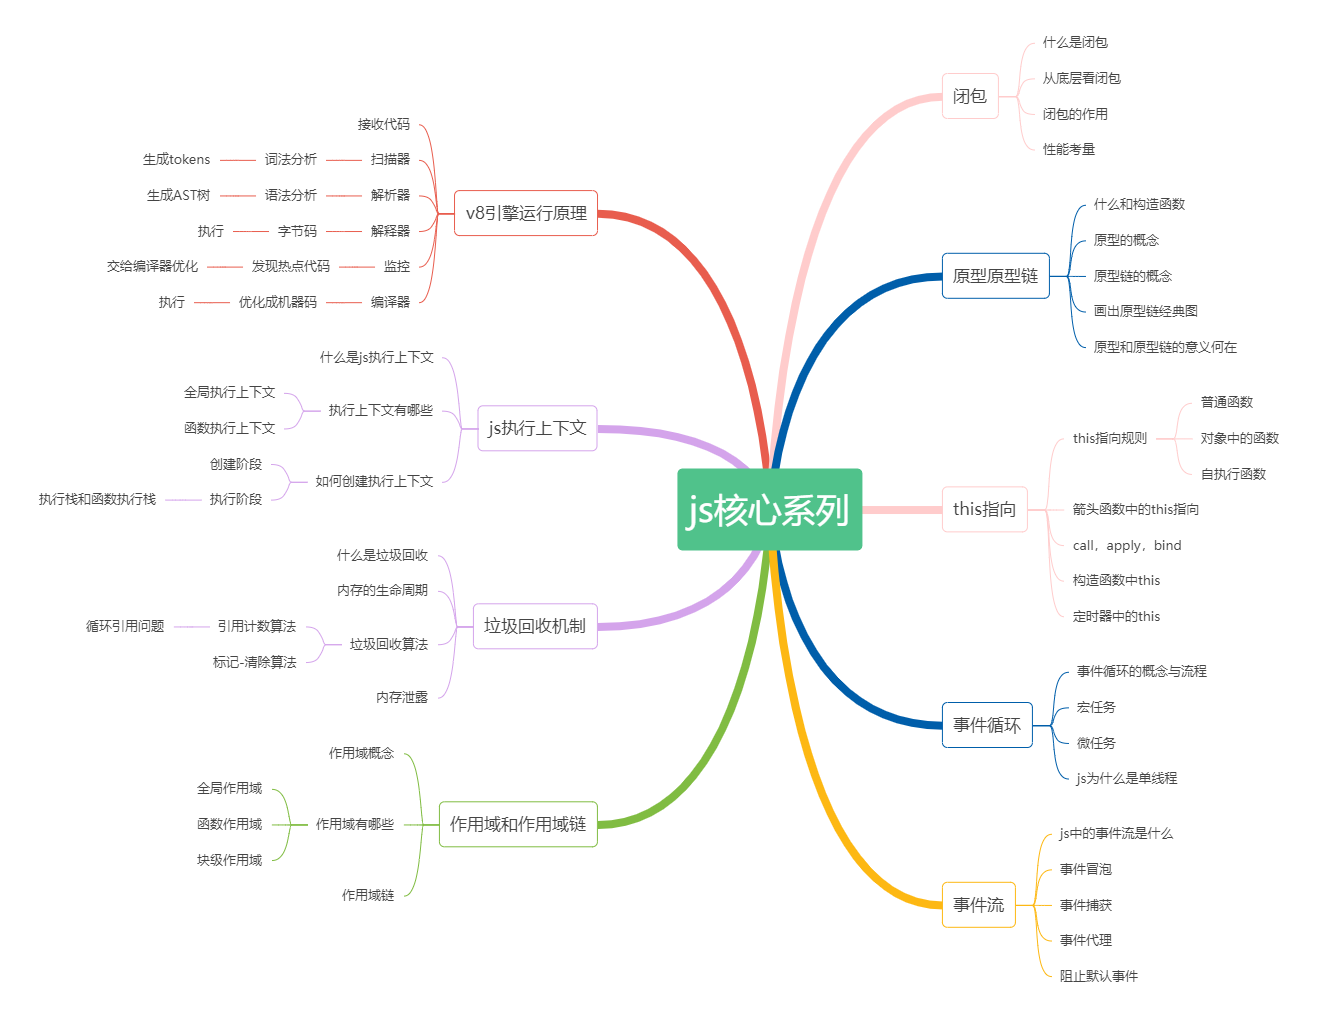 js核心系列
闭包
什么是闭包
从底层看闭包
闭包的作用
性能考量
原型原型链
什么和构造函数
原型的概念
原型链的概念
画出原型链经典图
原型和原型链的意义何在
this指向
this指向规则
普通函数
对象中的函数
自执行函数
箭头函数中的this指向
call，apply，bind
构造函数中this
定时器中的this
事件循环
事件循环的概念与流程
宏任务
微任务
js为什么是单线程
事件流
js中的事件流是什么
事件冒泡
事件捕获
事件代理
阻止默认事件
v8引擎运行原理
接收代码
扫描器
词法分析
生成tokens
解析器
语法分析
生成AST树
解释器
字节码
执行
监控
发现热点代码
交给编译器优化
编译器
优化成机器码
执行
js执行上下文
什么是js执行上下文
执行上下文有哪些
全局执行上下文
函数执行上下文
如何创建执行上下文
创建阶段
执行阶段
执行栈和函数执行栈
垃圾回收机制
什么是垃圾回收
内存的生命周期
垃圾回收算法
引用计数算法
循环引用问题
标记-清除算法
内存泄露
作用域和作用域链
作用域概念
作用域有哪些
全局作用域
函数作用域
块级作用域
作用域链